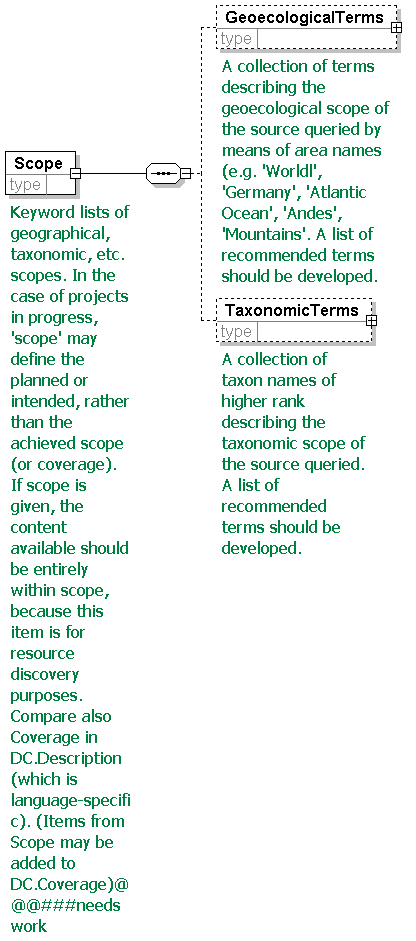 GeoecologicalTerms
type
A collection of terms
describing the
geoecological scope of
the source queried by
means of area names
(e.g. 'Worldl',
'Germany', 'Atlantic
Ocean', 'Andes',
'Mountains'. A list of
recommended terms
should be developed.
Scope
type
Keyword lists of
geographical,
taxonomic, etc.
scopes. In the
case of projects
in progress,
'scope' may
define the
planned or
intended, rather
than the
achieved scope
(or coverage).
If scope is
given, the
content
available should
be entirely
within scope,
because this
item is for
resource
discovery
purposes.
Compare also
Coverage in
DC.Description
(which is
language-specifi
c). (Items from
Scope may be
added to
DC.Coverage)@
@@###needs
work
TaxonomicTerms
type
A collection of
taxon names of
higher rank
describing the
taxonomic scope of
the source queried.
A list of
recommended
terms should be
developed.